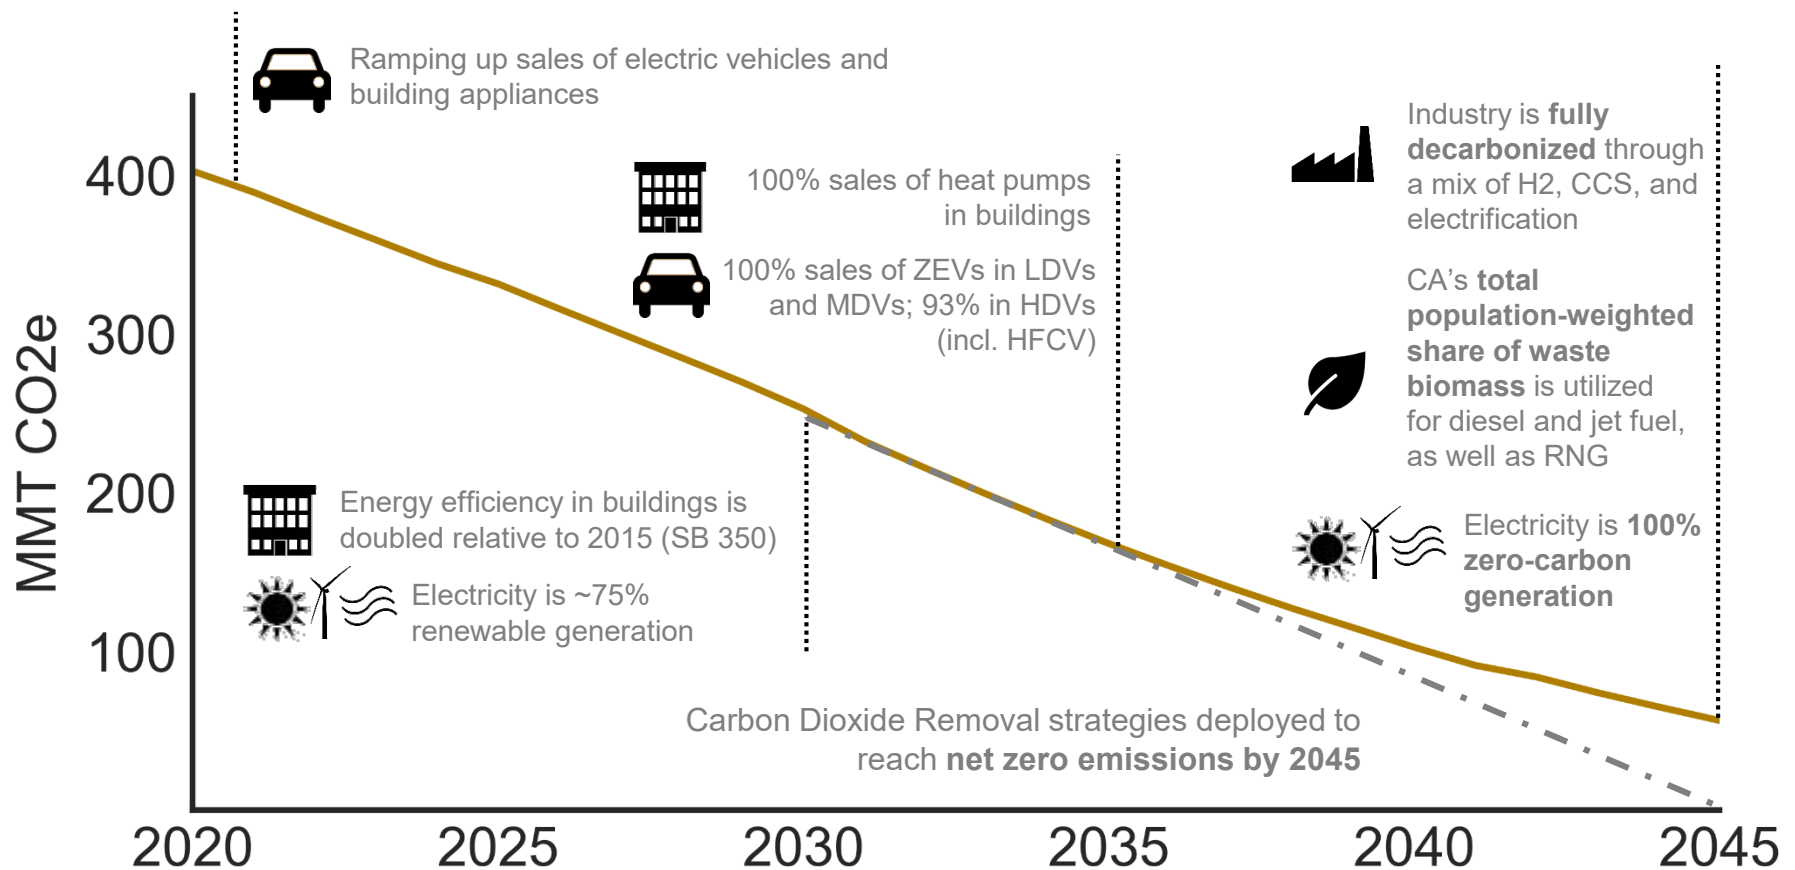 Ramping up sales of electric vehicles and
building appliances
Industry is fully
decarbonized through
a mix of H2, CCS, and
electrification
400
100% sales of heat pumps
in buildings
100% sales of ZEVs in LDVs
and MDVs; 93% in HDVs
(incl. HFCV)
CA's total
population-weighted
share of waste
biomass is utilized
for diesel and jet fuel,
as well as RNG
300
MMT CO2e
200
Energy efficiency in buildings is
doubled relative to 2015 (SB 350)
Electricity is ~75%
renewable generation
Electricity is 100%
zero-carbon
generation
100
Carbon Dioxide Removal strategies deployed to
reach net zero emissions by 2045
2020 2025 2030 2035 2040 2045